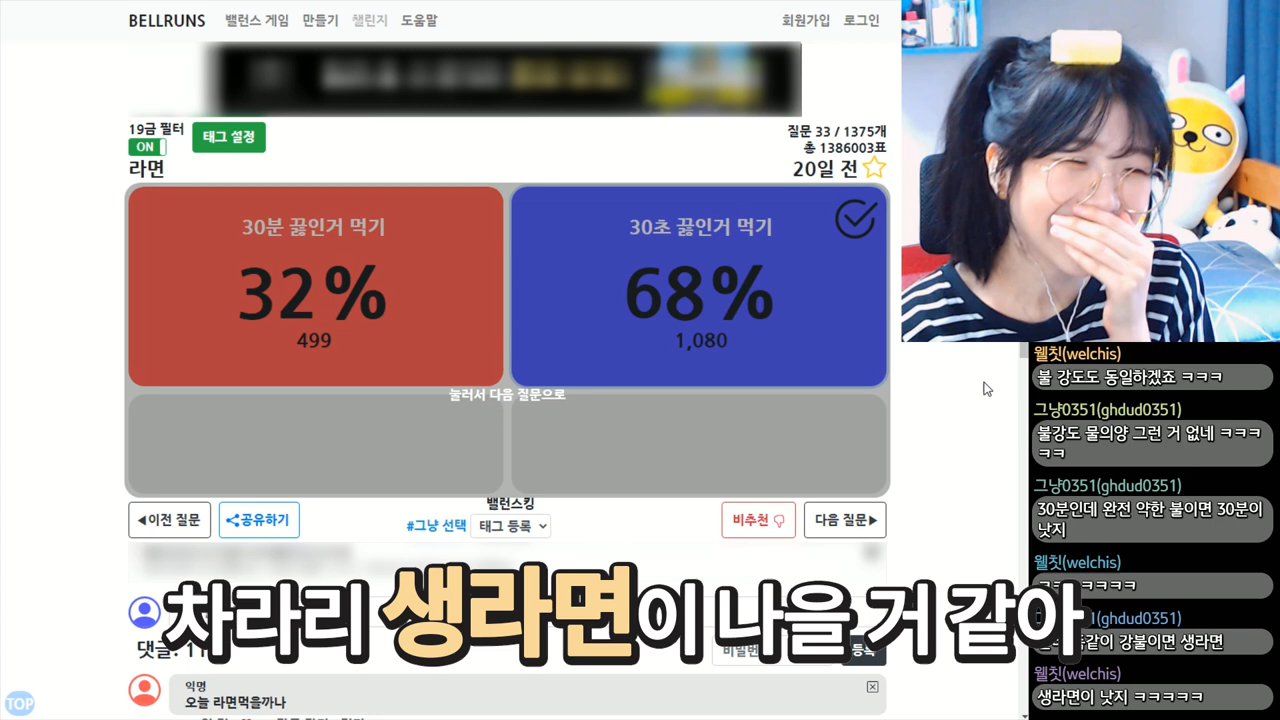 BELLRUNS 밸런스 게임 만들기 챌린지 도움말 회원가입 로그인
19금 필터
ON
태그 설정
질문 33 / 1375개
총 1386003표
라면
20일 전
30분 끓인거 먹기
32%
499
30초 끓인거 먹기
68%
1,080
눌러서 다음 질문으로
◀이전 질문
공유하기
밸런스킹
#그냥 선택
태그 등록
비추천
다음 질문▶
차라리 생라면이 나을 거 같아
등록
익명
오늘 라면먹을까나
TOP
웰칫(welchis)
불 강도도 동일하겠죠 ㅋㅋㅋ
그냥0351(ghdud0351)
불강도 물의양 그런 거 없네 ㅋㅋㅋ
ㅋㅋ
그냥0351(ghdud0351)
30분인데 완전 약한 불이면 30분이
낫지
웰칫(welchis)
(ghdud0351)
강불이면 생라면
웰칫(welchis)
생라면이 낫지 ㅋㅋㅋㅋㅋ